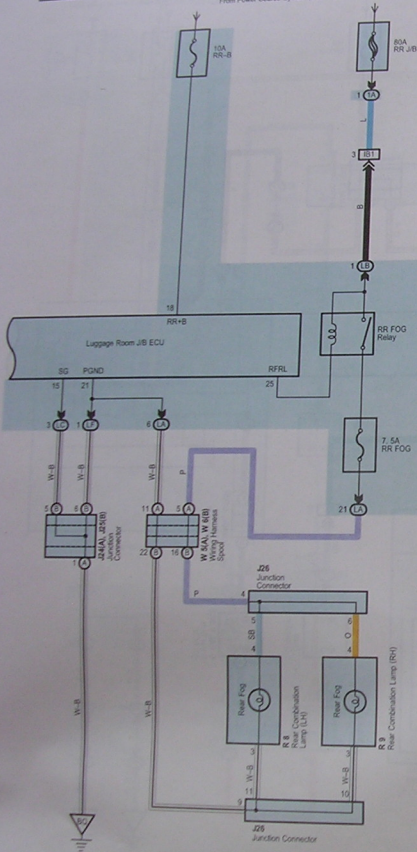 10A
RR-B
80A
RR J/B
1
1A
L
3
IB1
B
1
LB
18
RR+B
Luggage Room J/B ECU
SG
PGND
RFRL
15
21
25
RR FOG
Relay
7. 5A
RR FOG
3
LC
1
LF
6
LA
21
LA
W-B
W-B
W-B
P
5
B
6
B
1
A
J24(A), J25(B)
Junction
Connector
11
A
5
A
22
B
16
B
W 5(A), W 6(B)
Wiring Harness
Spool
P
J26
Junction
Connector
4
5
6
SB
O
4
4
Rear Fog
Rear Fog
R 8
Rear Combination
Lamp (LH)
R 9
Rear Combination Lamp (RH)
3
3
W-B
W-B
W-B
W-B
11
10
9
J26
Junction Connector
BO